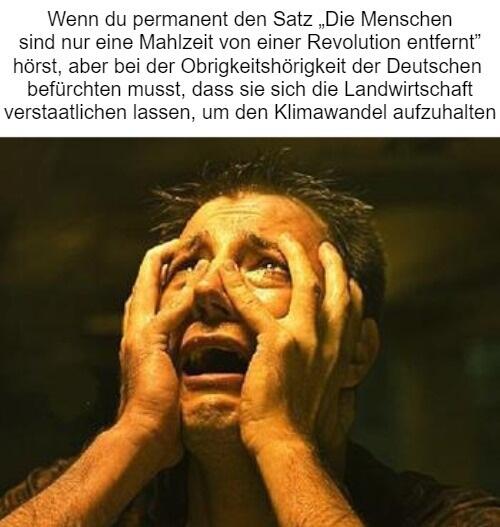 Wenn du permanent den Satz „Die Menschen
sind nur eine Mahlzeit von einer Revolution entfernt”
hörst, aber bei der Obrigkeitshörigkeit der Deutschen
befürchten musst, dass sie sich die Landwirtschaft
verstaatlichen lassen, um den Klimawandel aufzuhalten